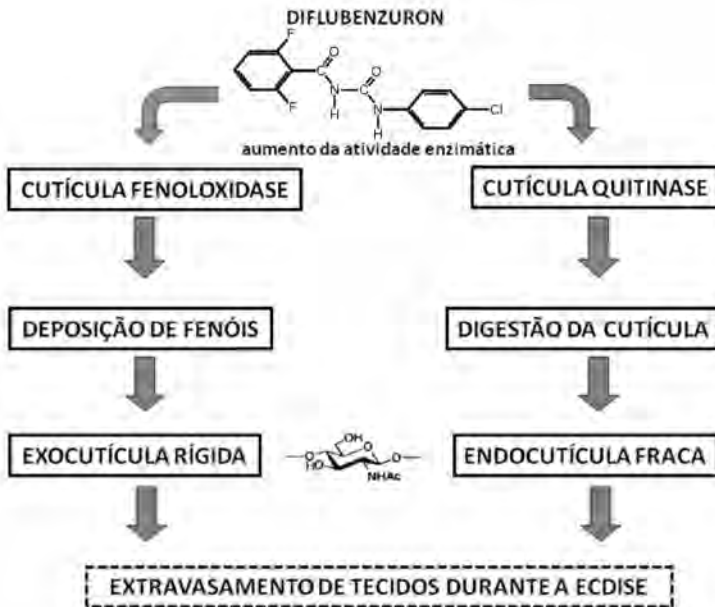 DIFLUBENZURON
F
O
O
C
C
F
N
N
Cl
H
H
aumento da atividade enzimática
CUTÍCULA FENOLOXIDASE
CUTÍCULA QUITINASE
DEPOSIÇÃO DE FENÓIS
DIGESTÃO DA CUTÍCULA
EXOCUTÍCULA RÍGIDA
OH
O
O
HO
O
NHAc
ENDOCUTÍCULA FRACA
EXTRAVASAMENTO DE TECIDOS DURANTE A ECDISE